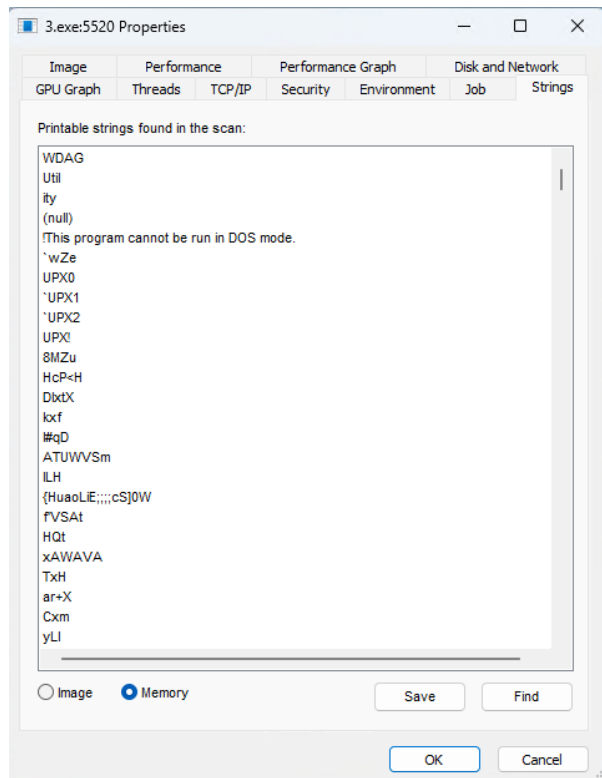 3.exe:5520 Properties
Image Performance Performance Graph Disk and Network
GPU Graph Threads TCP/IP Security Environment Job Strings
Printable strings found in the scan:
WDAG
Util
ity
(null)
!This program cannot be run in DOS mode.
`wZe
UPX0
`UPX1
`UPX2
UPX!
8MZu
HcP<H
DlxtX
kxf
l#qD
ATUWVSm
ILH
{HuaoLiE;;;;cS]0W
f'VSAt
HQt
xAWAVA
TxH
ar+X
Cxm
yLI
Image Memory Save Find
OK Cancel